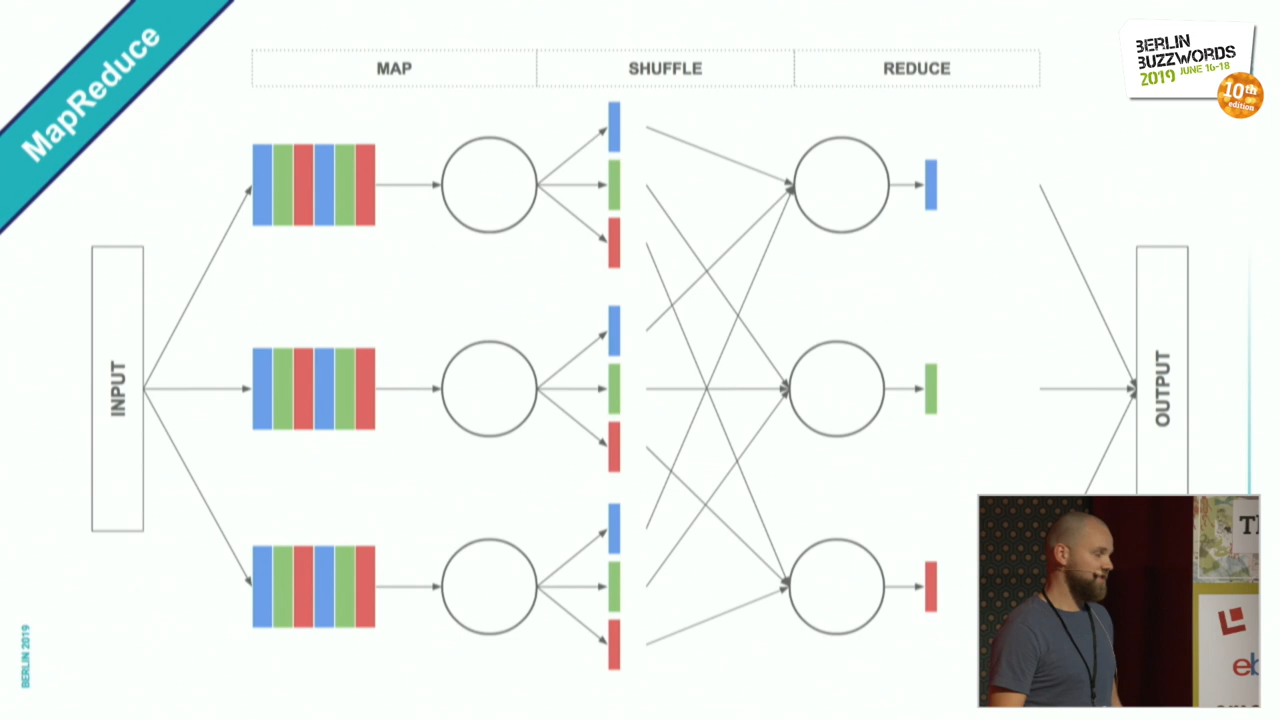 MapReduce
MAP
SHUFFLE
REDUCE
BERLIN
BUZZWORDS
2019 JUNE 16-18
10th
edition
INPUT
OUTPUT
BERLIN 2019